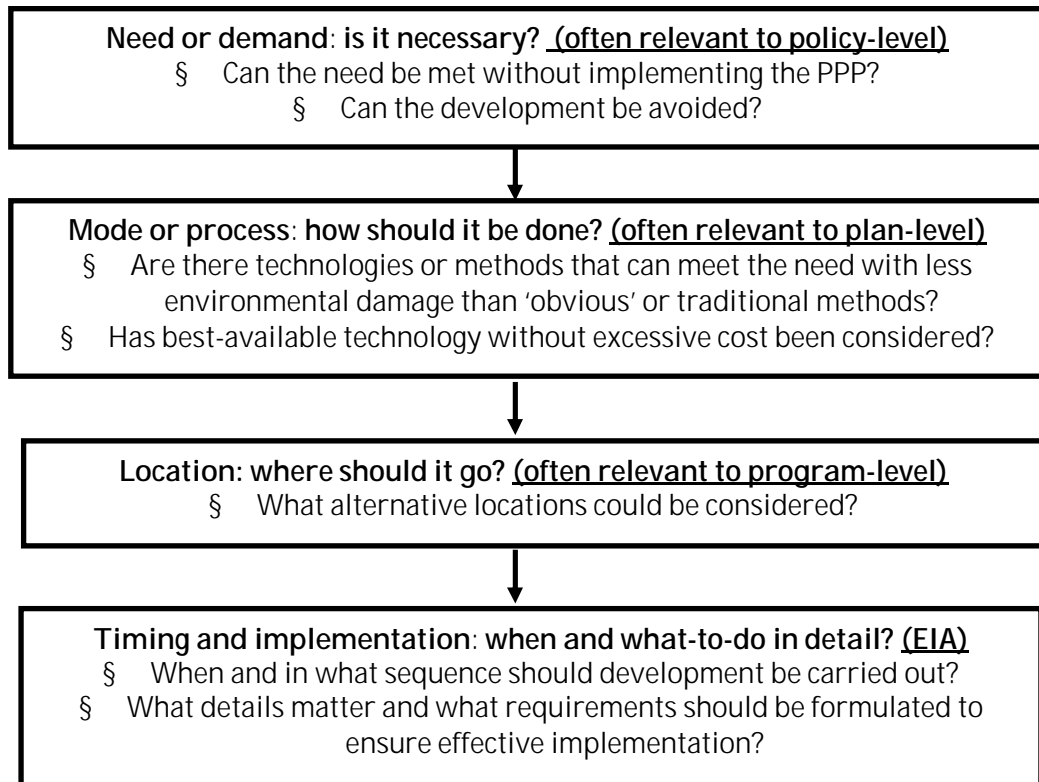 Need or demand: is it necessary? (often relevant to policy-level)
§ Can the need be met without implementing the PPP?
§ Can the development be avoided?
Mode or process: how should it be done? (often relevant to plan-level)
§ Are there technologies or methods that can meet the need with less
environmental damage than ‘obvious’ or traditional methods?
§ Has best-available technology without excessive cost been considered?
Location: where should it go? (often relevant to program-level)
§ What alternative locations could be considered?
Timing and implementation: when and what-to-do in detail? (EIA)
§ When and in what sequence should development be carried out?
§ What details matter and what requirements should be formulated to
ensure effective implementation?